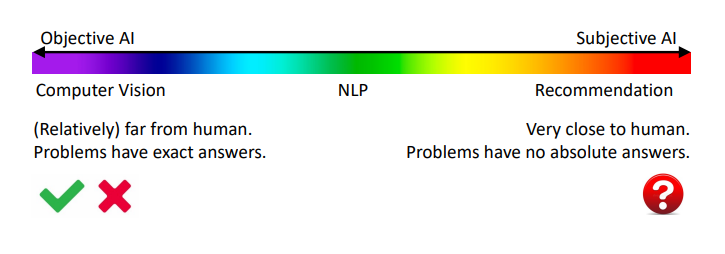 Objective AI
Subjective AI
Computer Vision
NLP
Recommendation
(Relatively) far from human.
Problems have exact answers.
Very close to human.
Problems have no absolute answers.
?